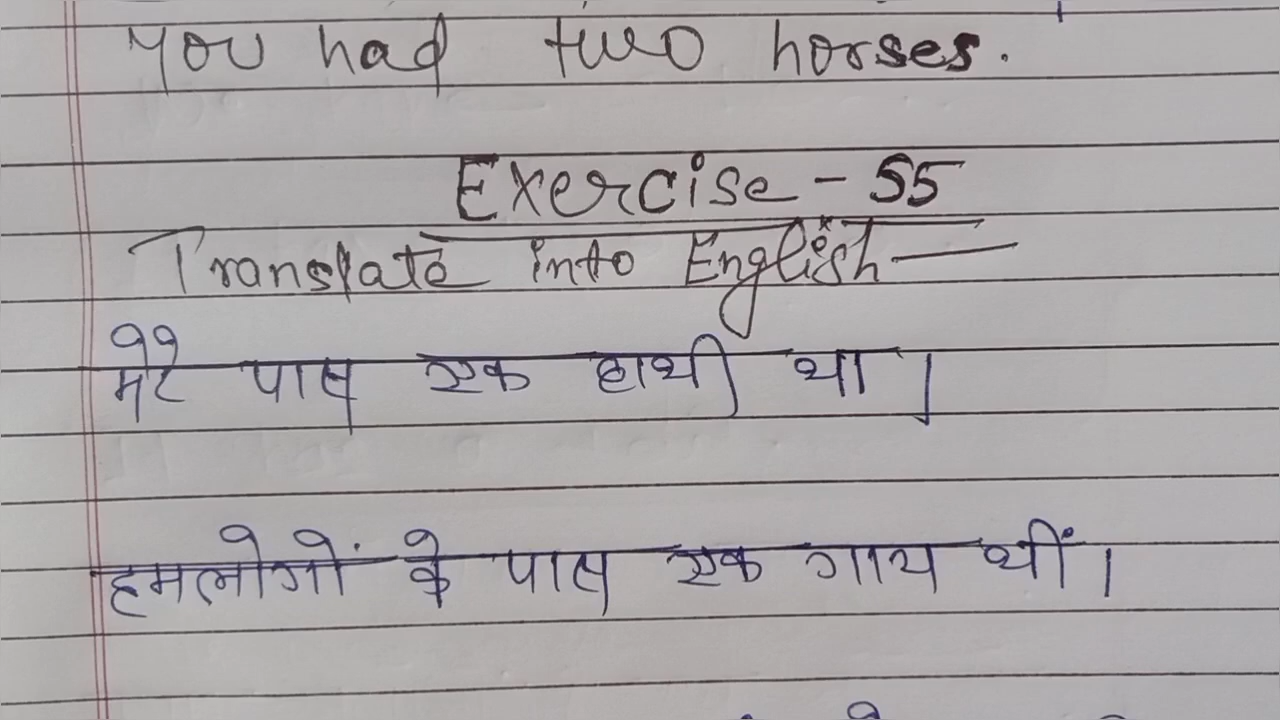 You had two horses.
Exercise - 55
Translate into English —
मेरे पास एक हाथी था।
हमलोगों के पास एक गाय थीं।